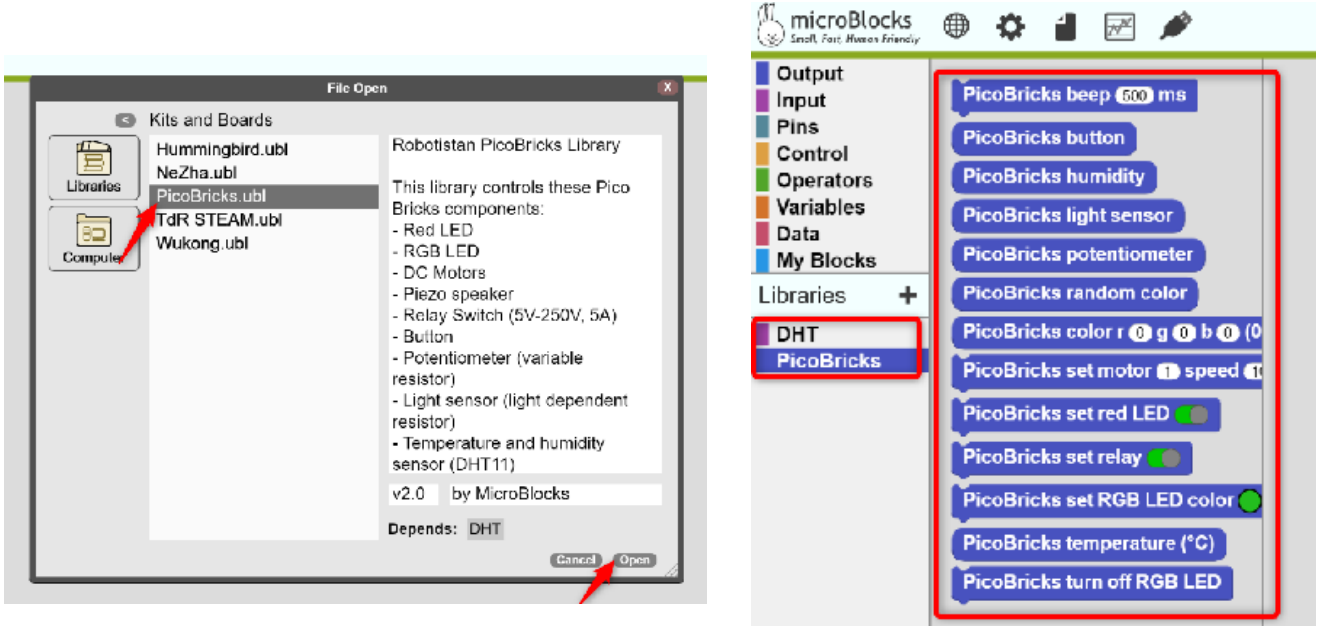 File Open
X
<
Kits and Boards
Libraries
Computer
Hummingbird.ubl
NeZha.ubl
PicoBricks.ubl
TdR STEAM.ubl
Wukong.ubl
Robotistan PicoBricks Library
This library controls these Pico
Bricks components:
- Red LED
- RGB LED
- DC Motors
- Piezo speaker
- Relay Switch (5V-250V, 5A)
- Button
- Potentiometer (variable
resistor)
- Light sensor (light dependent
resistor)
- Temperature and humidity
sensor (DHT11)
v2.0 by MicroBlocks
Depends: DHT
Cancel Open
microBlocks
Small, Fast, Human Friendly
Output
Input
Pins
Control
Operators
Variables
Data
My Blocks
Libraries +
DHT
PicoBricks
PicoBricks beep 500 ms
PicoBricks button
PicoBricks humidity
PicoBricks light sensor
PicoBricks potentiometer
PicoBricks random color
PicoBricks color r 0 g 0 b 0 (0
PicoBricks set motor 1 speed 10
PicoBricks set red LED
PicoBricks set relay
PicoBricks set RGB LED color
PicoBricks temperature (°C)
PicoBricks turn off RGB LED